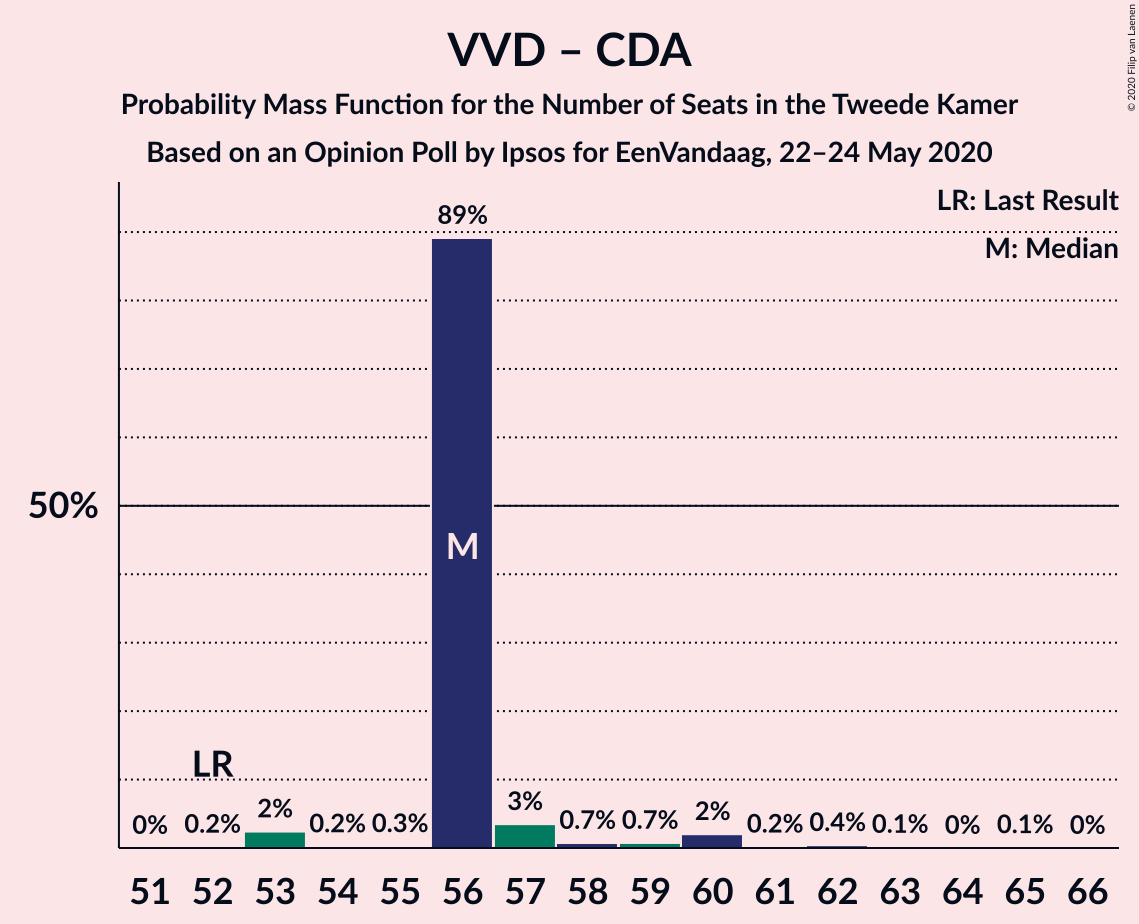 VVD – CDA
Probability Mass Function for the Number of Seats in the Tweede Kamer
Based on an Opinion Poll by Ipsos for EenVandaag, 22–24 May 2020
© 2020 Filip van Laenen
LR: Last Result
M: Median
89%
50%
M
LR
0% 0.2% 2% 0.2% 0.3% 3% 0.7% 0.7% 2% 0.2% 0.4% 0.1% 0% 0.1% 0%
51 52 53 54 55 56 57 58 59 60 61 62 63 64 65 66